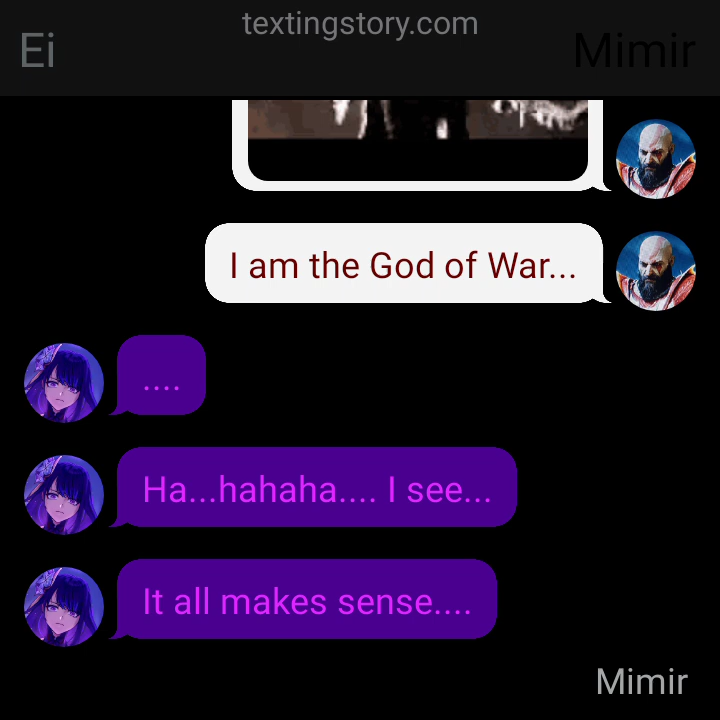 textingstory.com
Ei
Mimir
I am the God of War...
....
Ha...hahaha.... I see...
It all makes sense....
Mimir